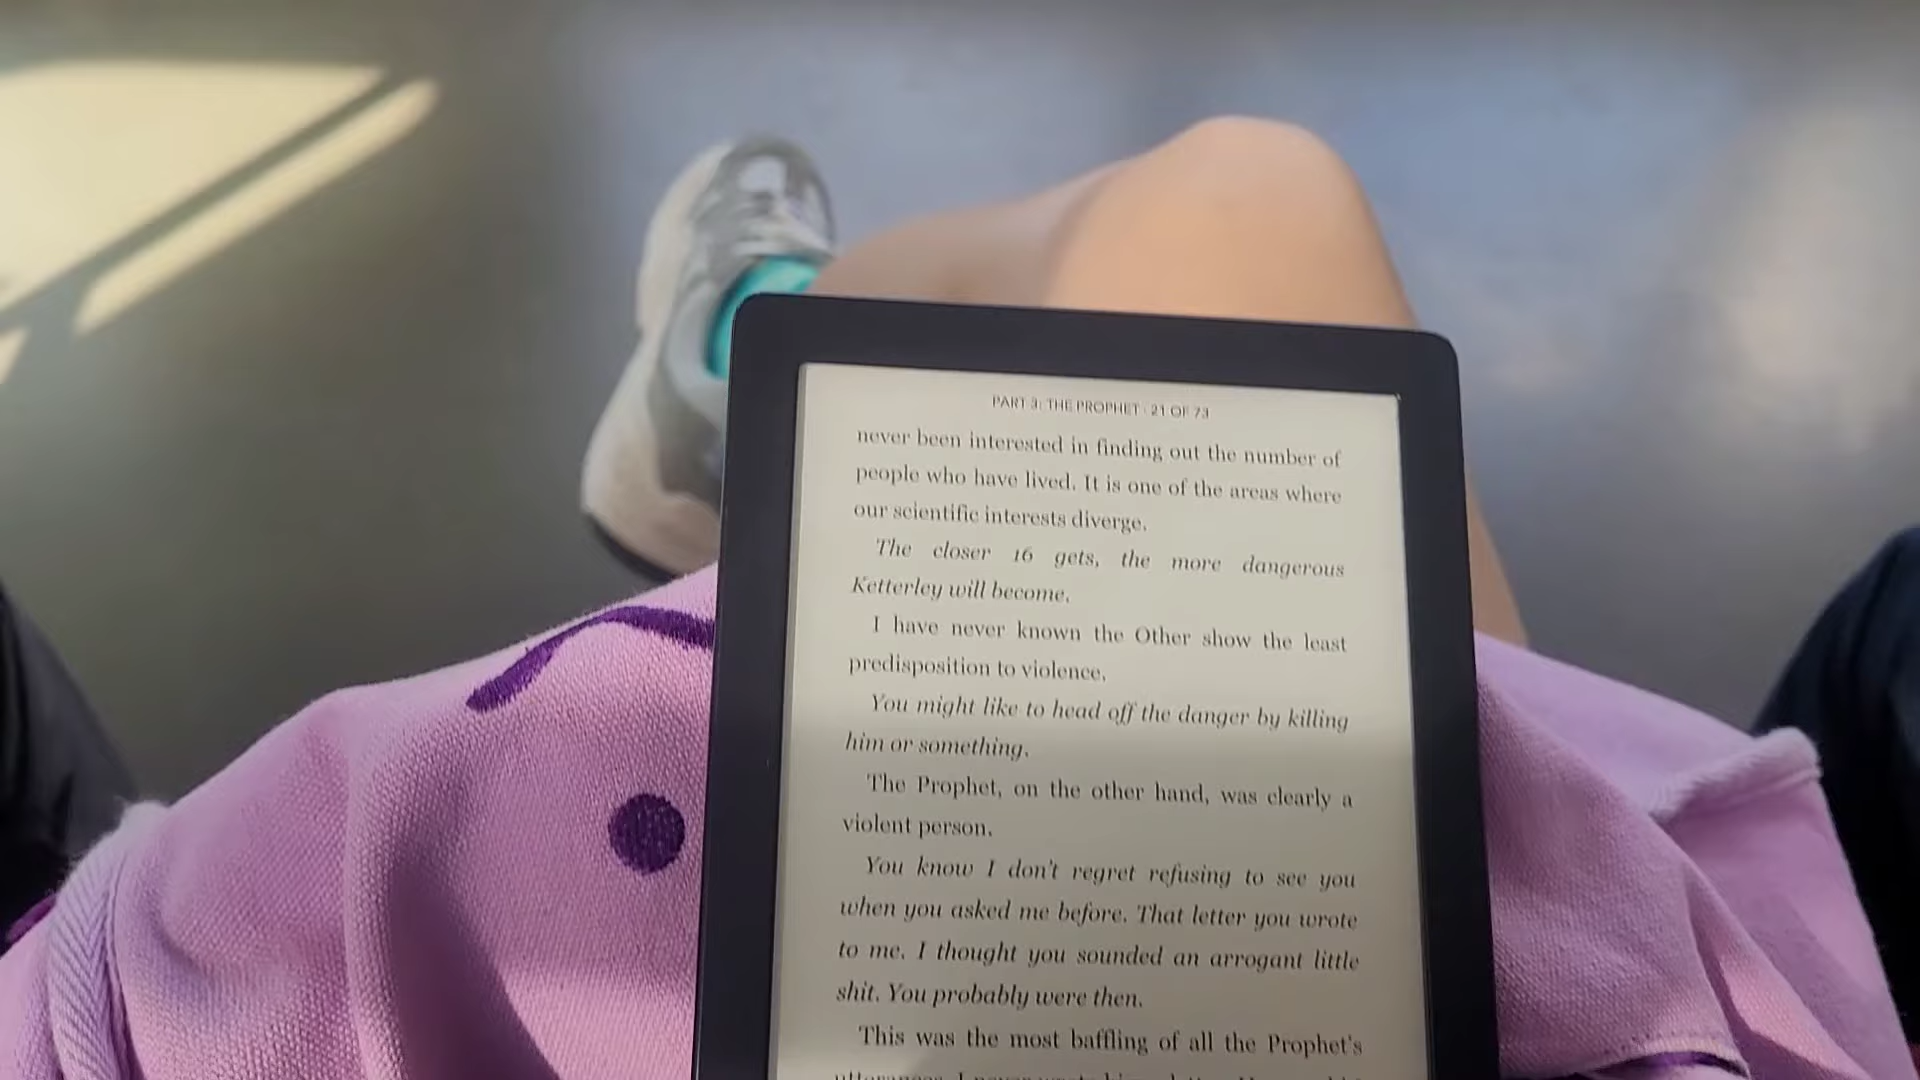 PART 3: THE PROPHET · 21 OF 73
never been interested in finding out the number of
people who have lived. It is one of the areas where
our scientific interests diverge.
The closer 16 gets, the more dangerous
Ketterley will become.
I have never known the Other show the least
predisposition to violence.
You might like to head off the danger by killing
him or something.
The Prophet, on the other hand, was clearly a
violent person.
You know I don't regret refusing to see you
when you asked me before. That letter you wrote
to me. I thought you sounded an arrogant little
shit. You probably were then.
This was the most baffling of all the Prophet's